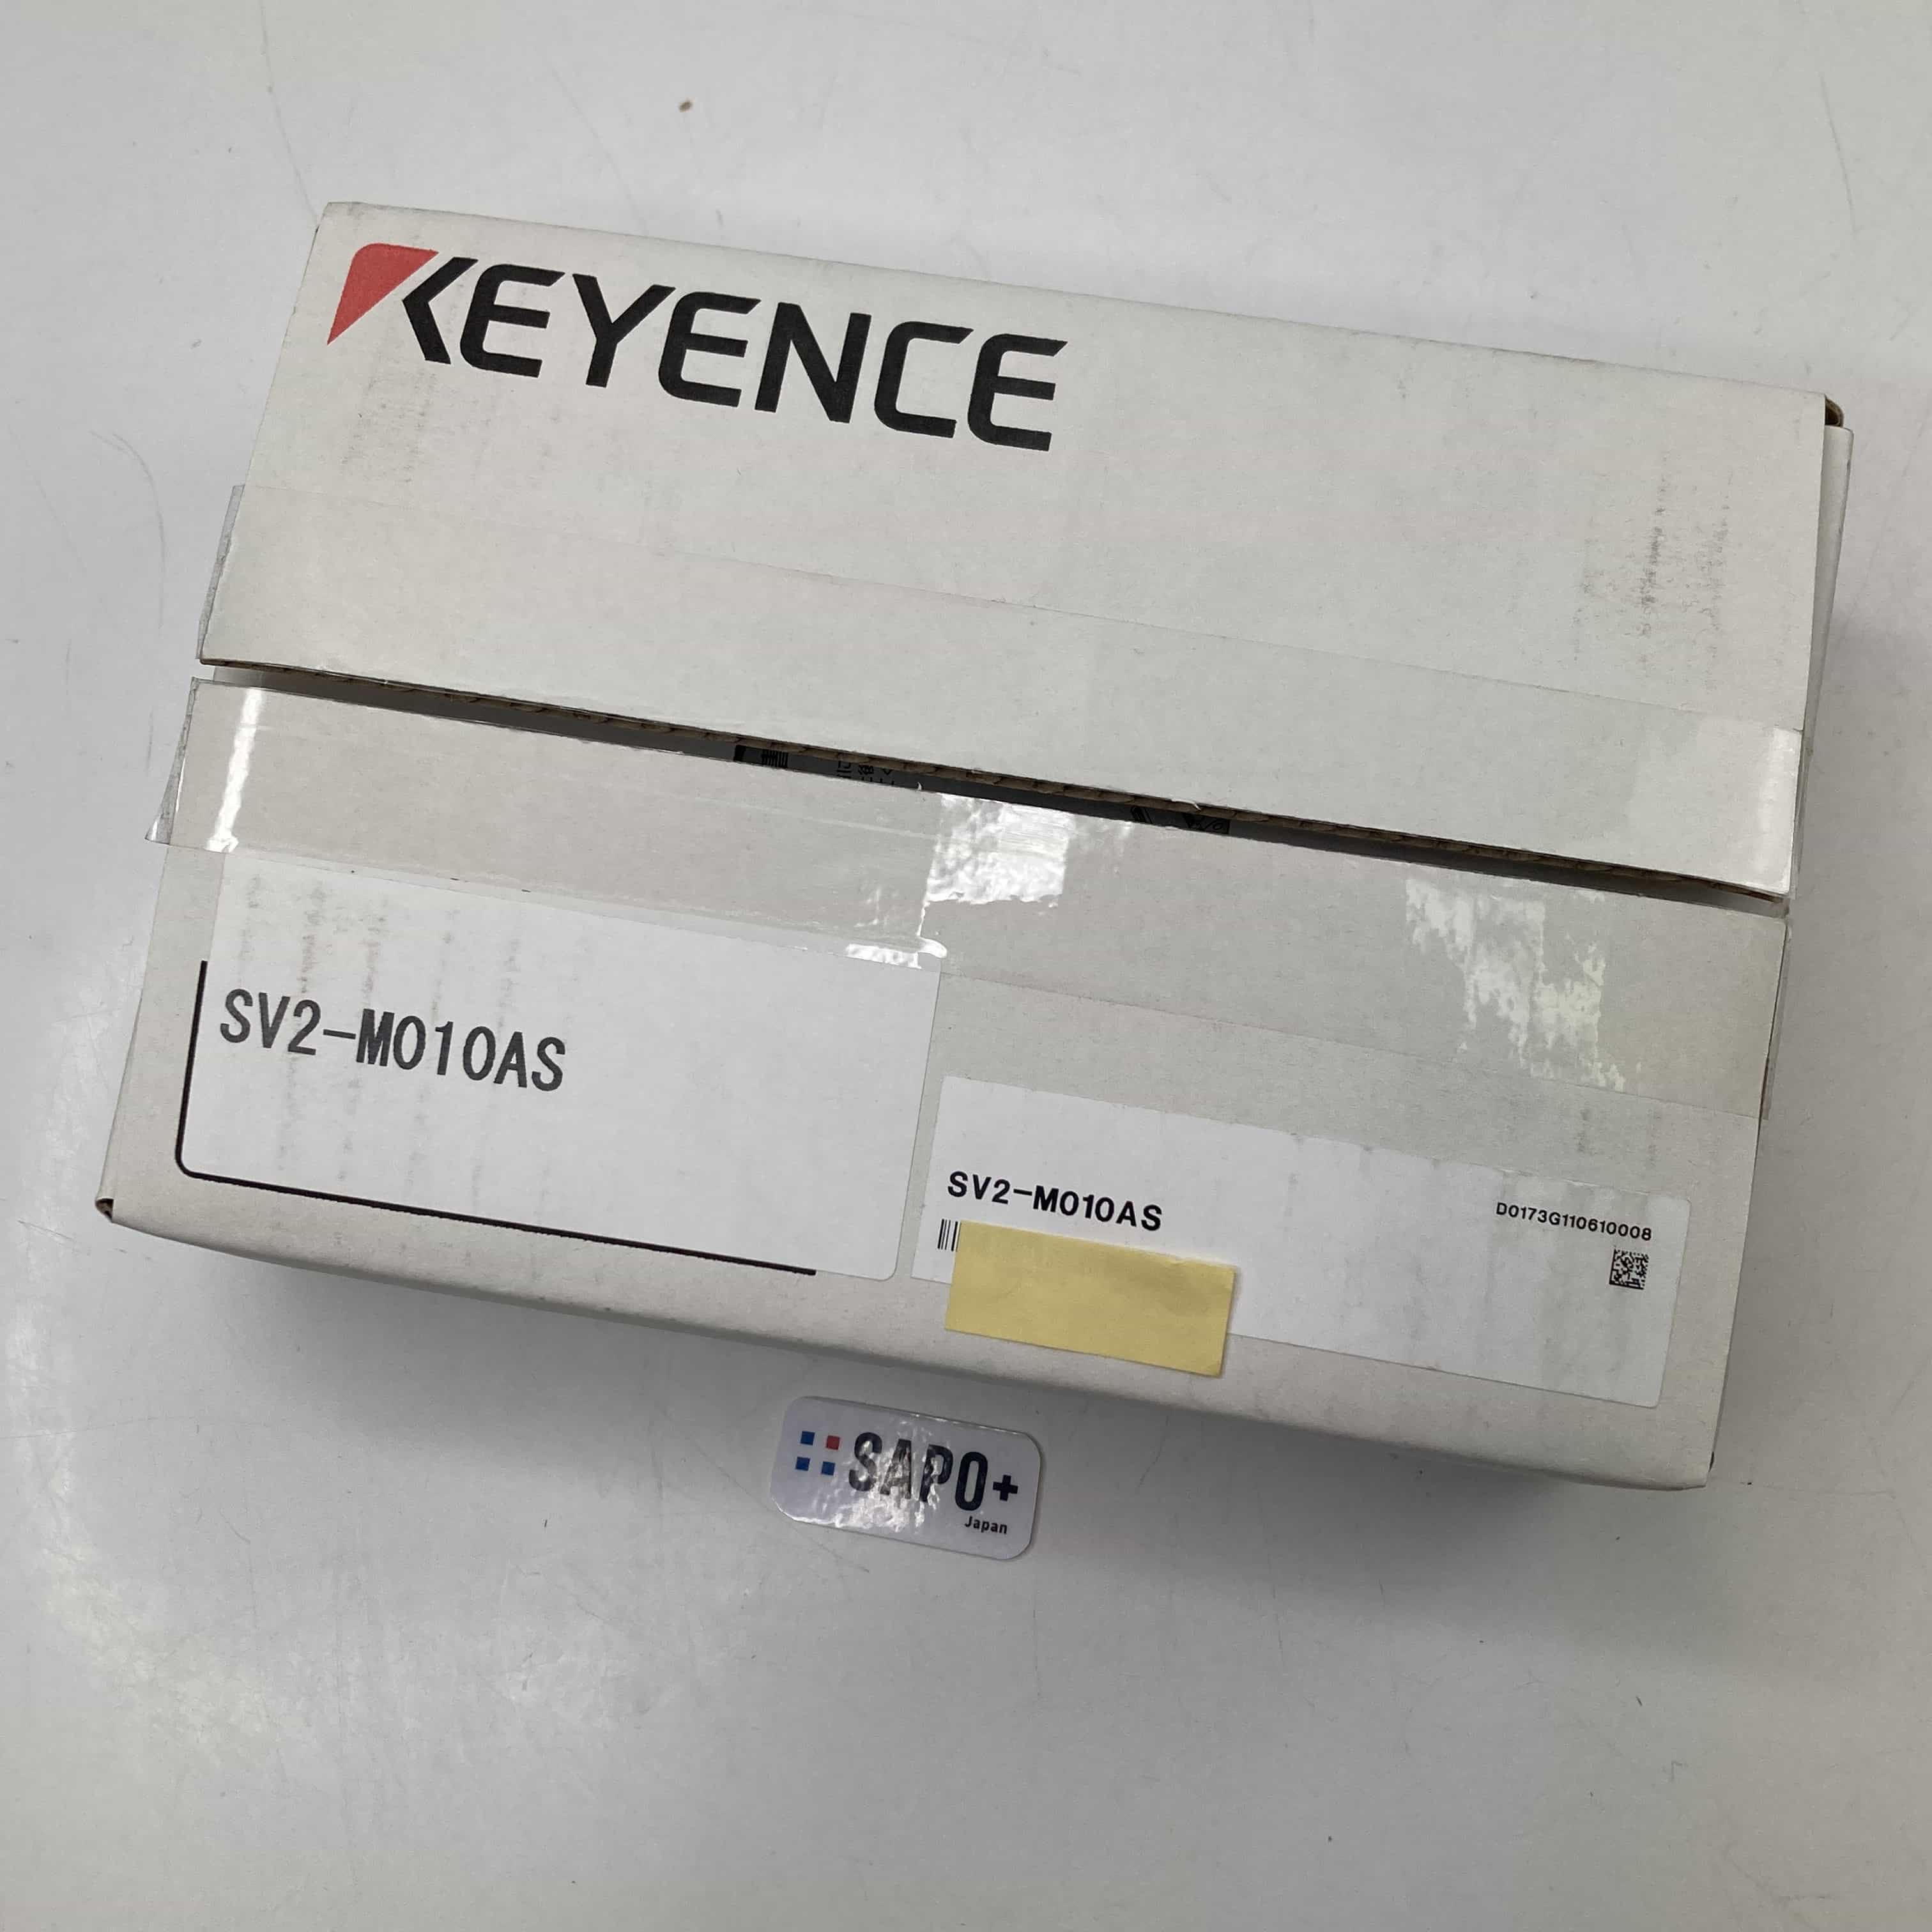 KEYENCE
SV2-M010AS
SV2-M010AS
D0173G110610008
SAPO+
Japan